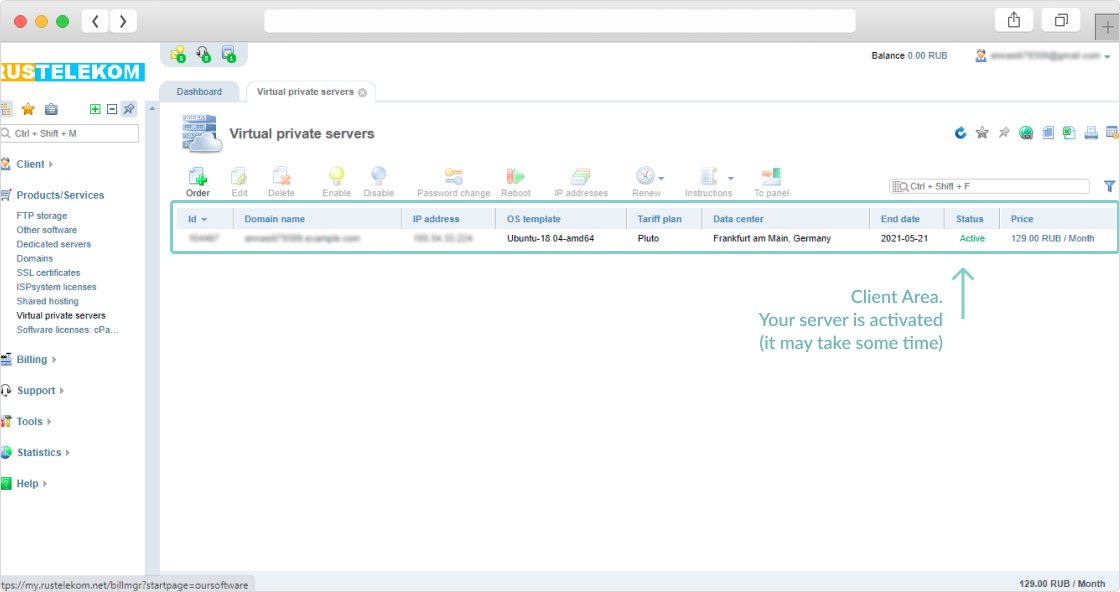 Balance 0.00 RUB
RUSTELEKOM
5
0
1
Dashboard
Virtual private servers
Ctrl + Shift + M
Virtual private servers
Client
Products/Services
FTP storage
Other software
Dedicated servers
Domains
SSL certificates
ISPsystem licenses
Shared hosting
Virtual private servers
Software licenses: cPa...
Billing
Support
Tools
Statistics
Help
Order
Edit
Delete
Enable
Disable
Password change
Reboot
IP addresses
Renew
Instructions
To panel
Ctrl + Shift + F
Id Domain name IP address OS template Tariff plan Data center End date Status Price
Ubuntu-18.04-amd64 Pluto Frankfurt am Main, Germany 2021-05-21 Active 129.00 RUB / Month
Client Area.
Your server is activated
(it may take some time)
tps://my.rustelekom.net/billmgr?startpage=oursoftware
129.00 RUB / Month